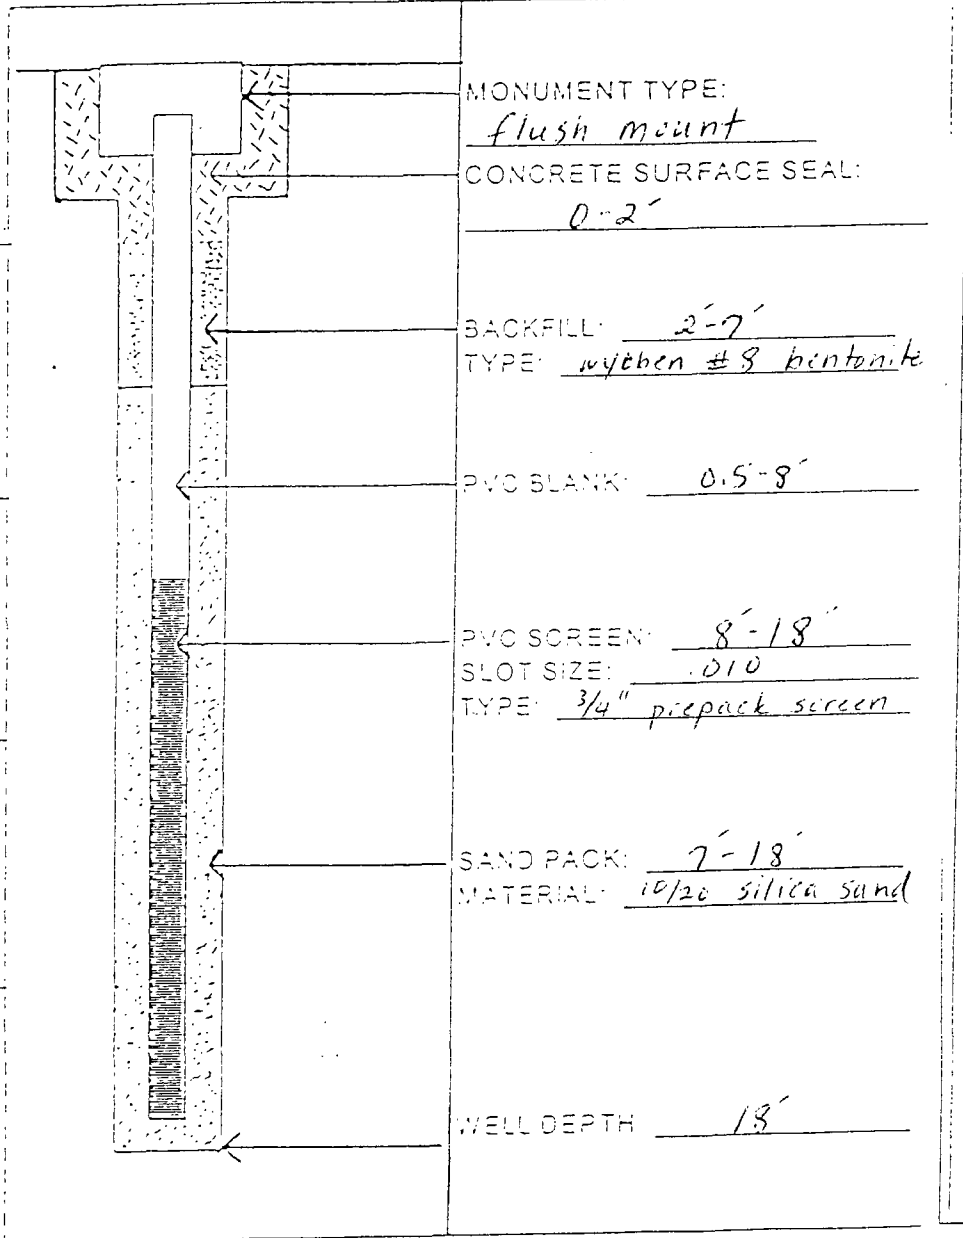 MONUMENT TYPE:
flush mount
CONCRETE SURFACE SEAL:
0-2'
BACKFILL: 2'-7'
TYPE: wyben #8 bentonite
PVC BLANK: 0.5-8'
PVC SCREEN: 8'-18'
SLOT SIZE: .010
TYPE: 3/4" prepack screen
SAND PACK: 7'-18'
MATERIAL: 10/20 silica sand
WELL DEPTH 18'